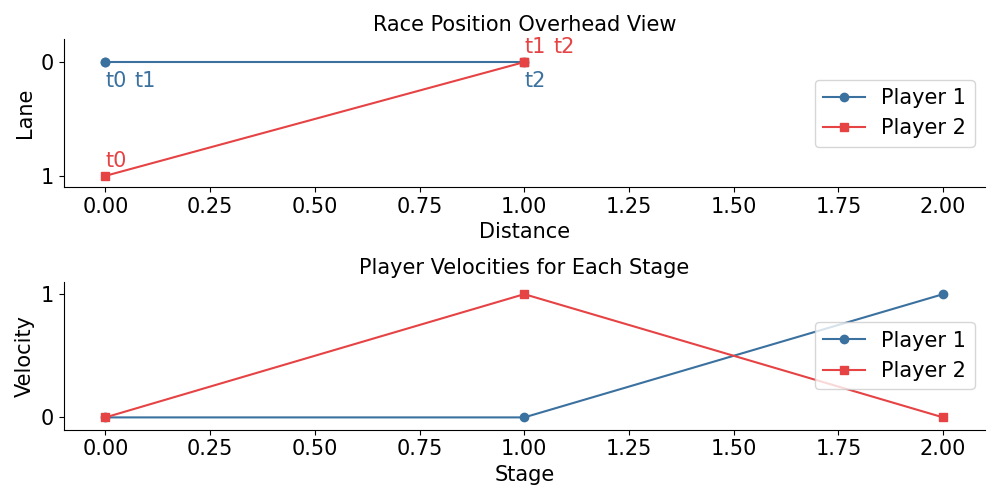 Race Position Overhead View
t1 t2
0
t0 t1
t2
Lane
Player 1
Player 2
t0
1
0.00 0.25 0.50 0.75 1.00 1.25 1.50 1.75 2.00
Distance
Player Velocities for Each Stage
1
Velocity
Player 1
Player 2
0
0.00 0.25 0.50 0.75 1.00 1.25 1.50 1.75 2.00
Stage